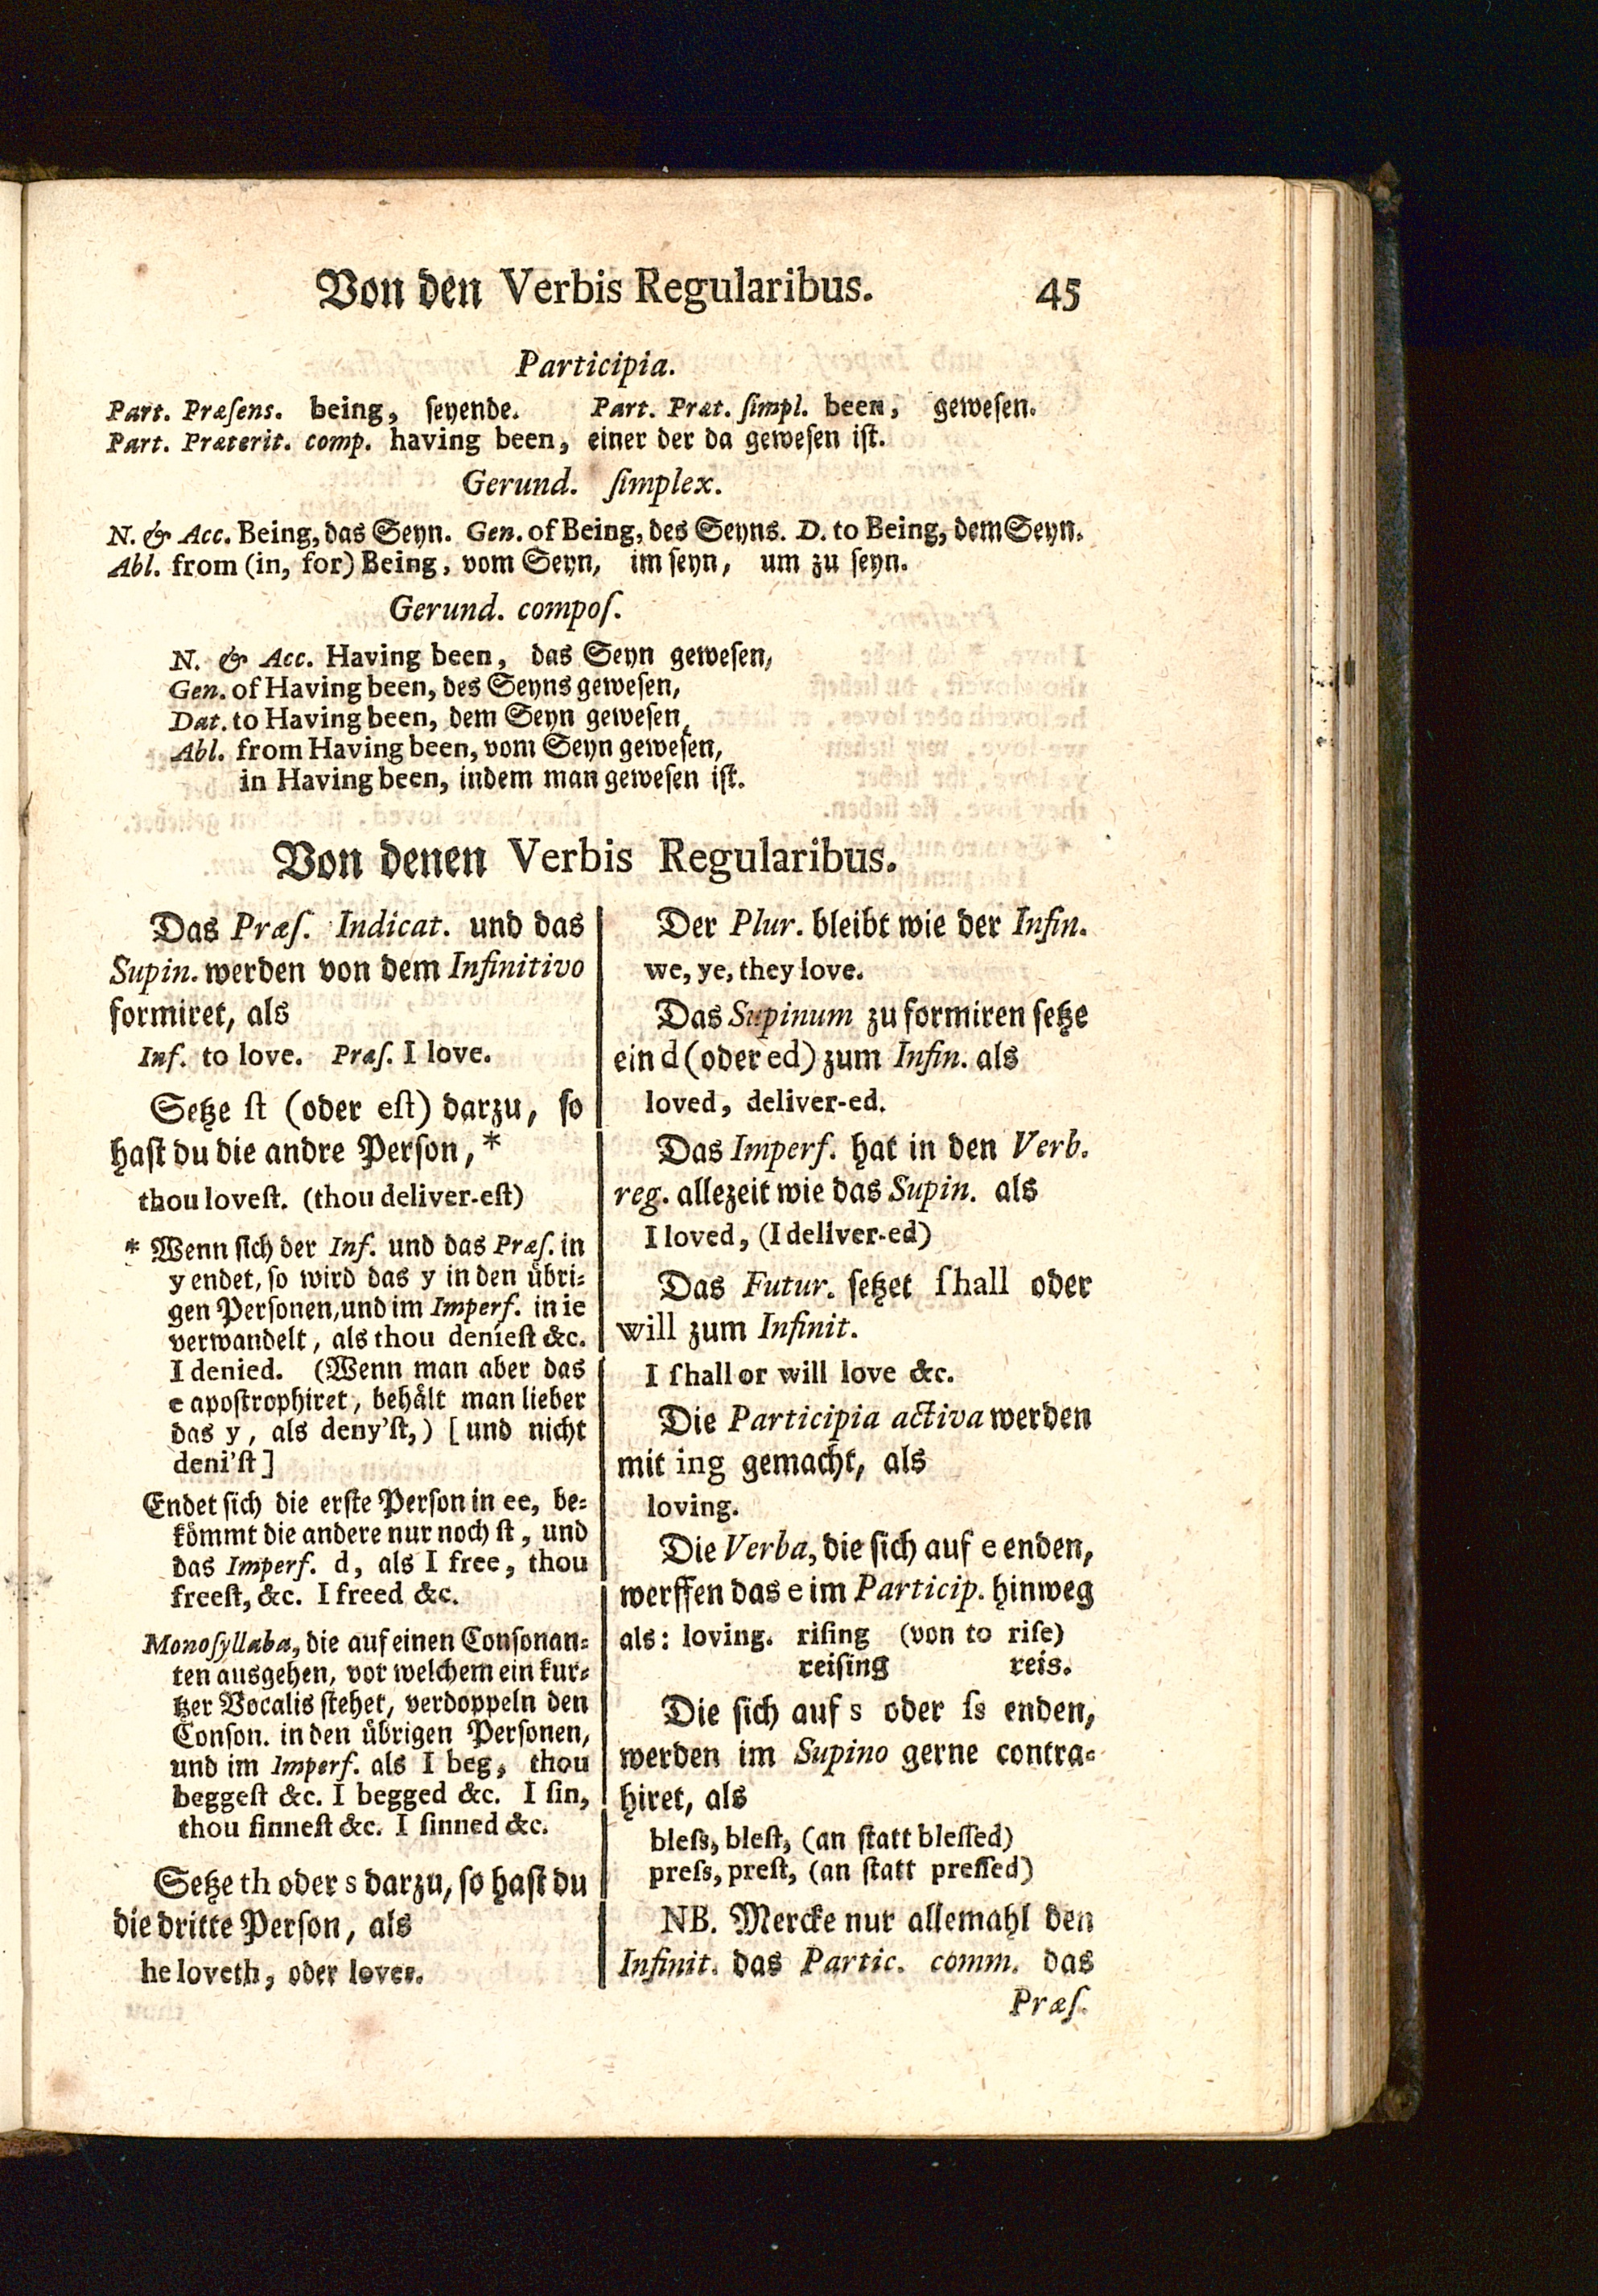 Von den Verbis Regularibus. 45
Participia.
Part. Præſens. being, ſeyende. Part. Præt. ſimpl. been, geweſen.
Part. Præterit. comp. having been, einer der da geweſen iſt.
Gerund. ſimplex.
N. & Acc. Being, das Seyn. Gen. of Being, des Seyns. D. to Being, dem Seyn.
Abl. from (in, for) Being, vom Seyn, im ſeyn, um zu ſeyn.
Gerund. compoſ.
N. & Acc. Having been, das Seyn geweſen,
Gen. of Having been, des Seyns geweſen,
Dat. to Having been, dem Seyn geweſen,
Abl. from Having been, vom Seyn geweſen,
in Having been, indem man geweſen iſt.
Von denen Verbis Regularibus.
Das Præſ. Indicat. und das
Supin. werden von dem Infinitivo
formiret, als
Inf. to love. Præſ. I love.
Setze ſt (oder eſt) darzu, ſo
haſt du die andre Perſon, *
thou loveſt. (thou deliver-eſt)
* Wenn ſich der Inf. und das Præſ. in
y endet, ſo wird das y in den übri-
gen Perſonen, und im Imperf. in ie
verwandelt, als thou denieſt &c.
I denied. (Wenn man aber das
e apoſtrophiret, behält man lieber
das y, als deny'ſt,) [und nicht
deni'ſt]
Endet ſich die erſte Perſon in ee, be-
kömmt die andere nur noch ſt, und
das Imperf. d, als I free, thou
freeſt, &c. I freed &c.
Monoſyllaba, die auf einen Conſonan-
ten ausgehen, vor welchem ein kur-
tzer Vocalis ſtehet, verdoppeln den
Conſon. in den übrigen Perſonen,
und im Imperf. als I beg, thou
beggeſt &c. I begged &c. I ſin,
thou ſinneſt &c. I ſinned &c.
Setze th oder s darzu, ſo haſt du
die dritte Perſon, als
he loveth, oder loves.
Der Plur. bleibt wie der Infin.
we, ye, they love.
Das Supinum zu formiren ſetze
ein d (oder ed) zum Infin. als
loved, deliver-ed.
Das Imperf. hat in den Verb.
reg. allezeit wie das Supin. als
I loved, (I deliver-ed)
Das Futur. ſetzet ſhall oder
will zum Infinit.
I ſhall or will love &c.
Die Participia activa werden
mit ing gemacht, als
loving.
Die Verba, die ſich auf e enden,
werffen das e im Particip. hinweg
als: loving. riſing (von to riſe)
reiſing reis.
Die ſich auf s oder ſs enden,
werden im Supino gerne contra-
hiret, als
bleſs, bleſt, (an ſtatt bleſſed)
preſs, preſt, (an ſtatt preſſed)
NB. Mercke nur allemahl den
Infinit. das Partic. comm. das
Præſ.